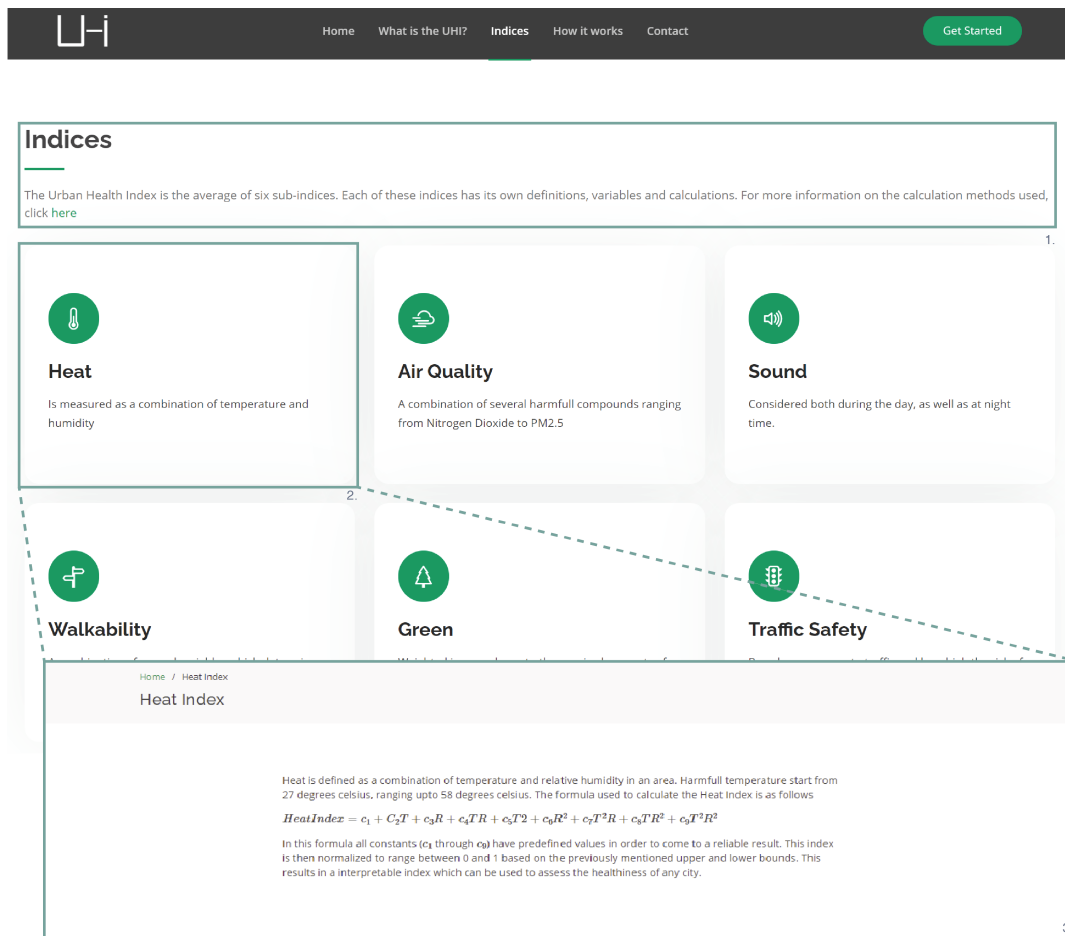 UHi
Home What is the UHI? Indices How it works Contact Get Started
Indices
The Urban Health Index is the average of six sub-indices. Each of these indices has its own definitions, variables and calculations. For more information on the calculation methods used,
click here
1.
Heat
Is measured as a combination of temperature and
humidity
Air Quality
A combination of several harmfull compounds ranging
from Nitrogen Dioxide to PM2.5
Sound
Considered both during the day, as well as at night
time.
2.
Walkability
Green
Traffic Safety
Home / Heat Index
Heat Index
Heat is defined as a combination of temperature and relative humidity in an area. Harmfull temperature start from
27 degrees celsius, ranging upto 58 degrees celsius. The formula used to calculate the Heat Index is as follows
HeatIndex = c₁ + C₂T + c₃R + c₄TR + c₅T2 + c₆R² + c₇T²R + c₈TR² + c₉T²R²
In this formula all constants (c₁ through c₉) have predefined values in order to come to a reliable result. This index
is then normalized to range between 0 and 1 based on the previously mentioned upper and lower bounds. This
results in a interpretable index which can be used to assess the healthiness of any city.